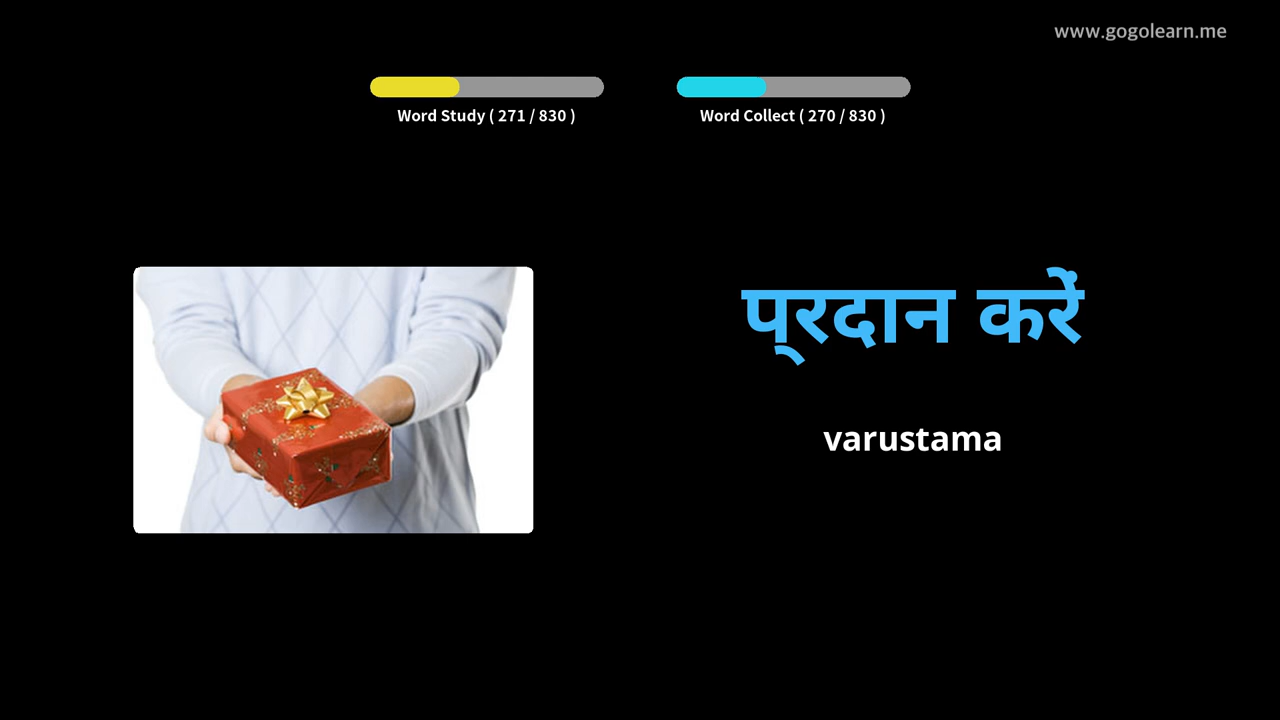 www.gogolearn.me
Word Study ( 271 / 830 )
Word Collect ( 270 / 830 )
प्रदान करें
varustama